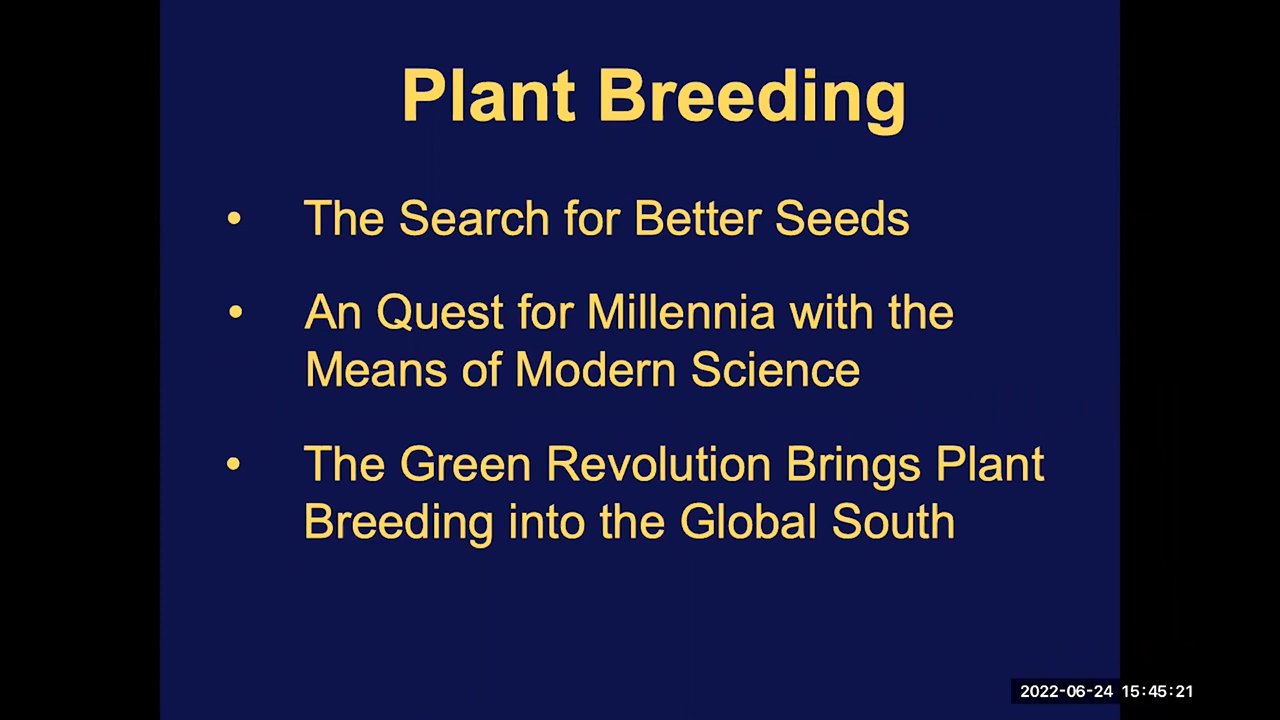 Plant Breeding
• The Search for Better Seeds
• An Quest for Millennia with the
Means of Modern Science
• The Green Revolution Brings Plant
Breeding into the Global South
2022-06-24 15:45:21